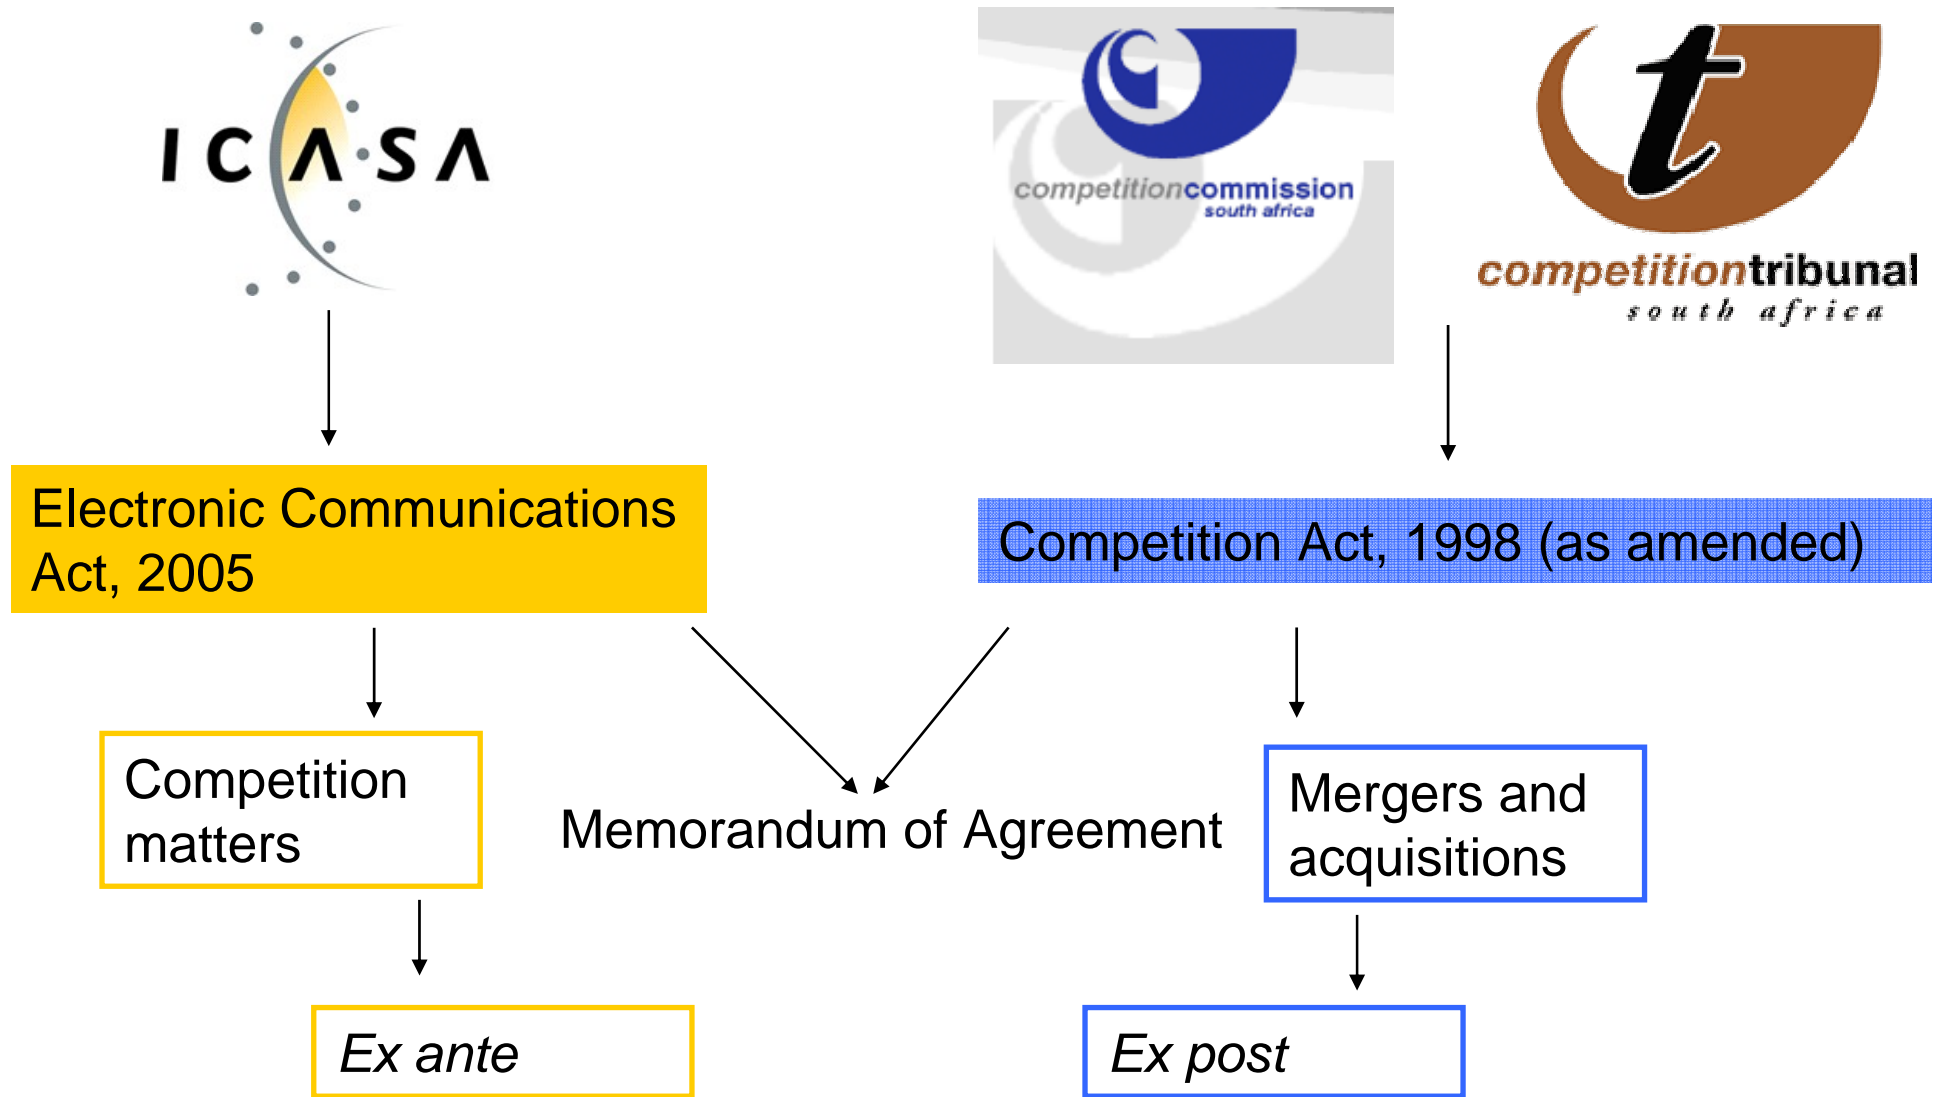 ICASA
competitioncommission
south africa
competitiontribunal
south africa
Electronic Communications
Act, 2005
Competition Act, 1998 (as amended)
Competition
matters
Memorandum of Agreement
Mergers and
acquisitions
Ex ante
Ex post